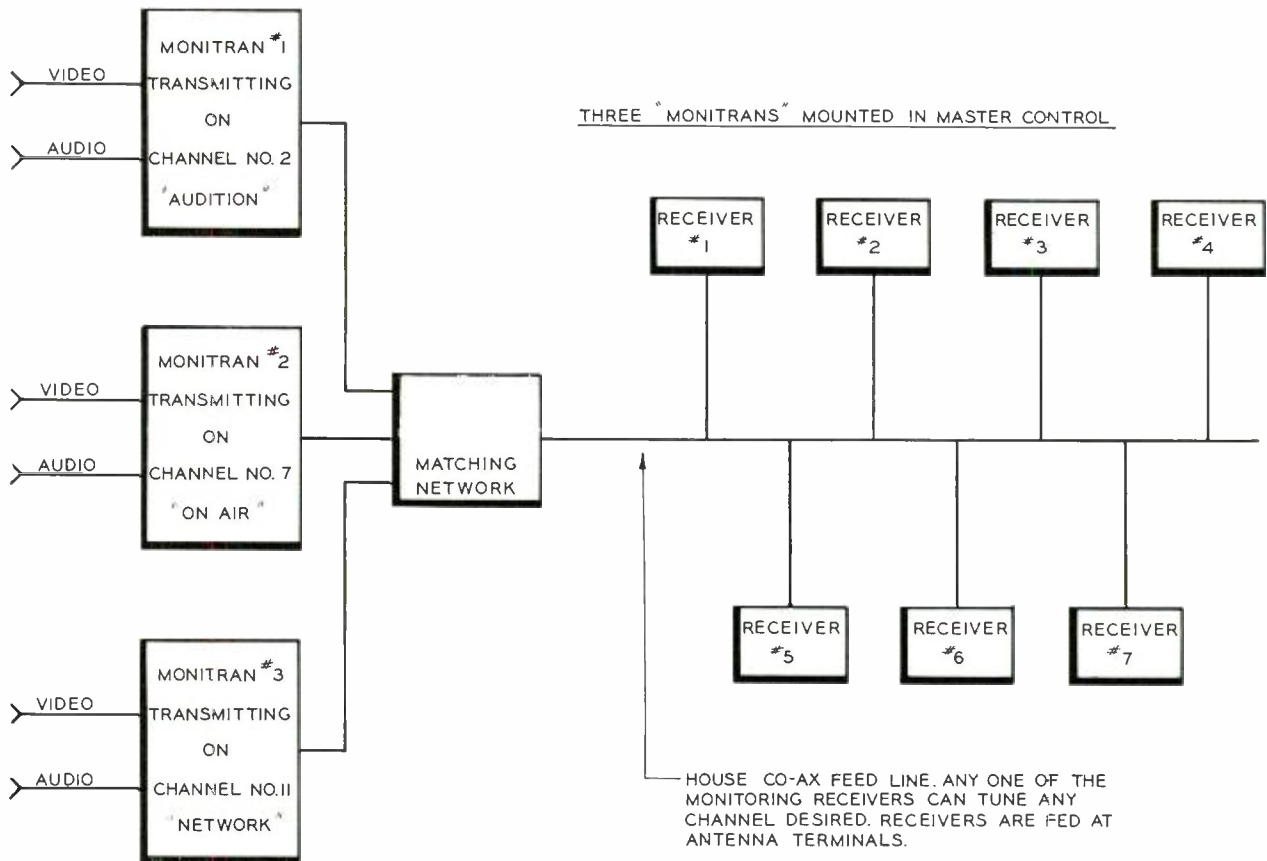 VIDEO
AUDIO
MONITRAN #1
TRANSMITTING
ON
CHANNEL NO. 2
"AUDITION"
VIDEO
AUDIO
MONITRAN #2
TRANSMITTING
ON
CHANNEL NO. 7
"ON AIR"
VIDEO
AUDIO
MONITRAN #3
TRANSMITTING
ON
CHANNEL NO. 11
"NETWORK"
MATCHING
NETWORK
THREE "MONITRANS" MOUNTED IN MASTER CONTROL
RECEIVER
#1
RECEIVER
#2
RECEIVER
#3
RECEIVER
#4
RECEIVER
#5
RECEIVER
#6
RECEIVER
#7
HOUSE CO-AX FEED LINE. ANY ONE OF THE
MONITORING RECEIVERS CAN TUNE ANY
CHANNEL DESIRED. RECEIVERS ARE FED AT
ANTENNA TERMINALS.